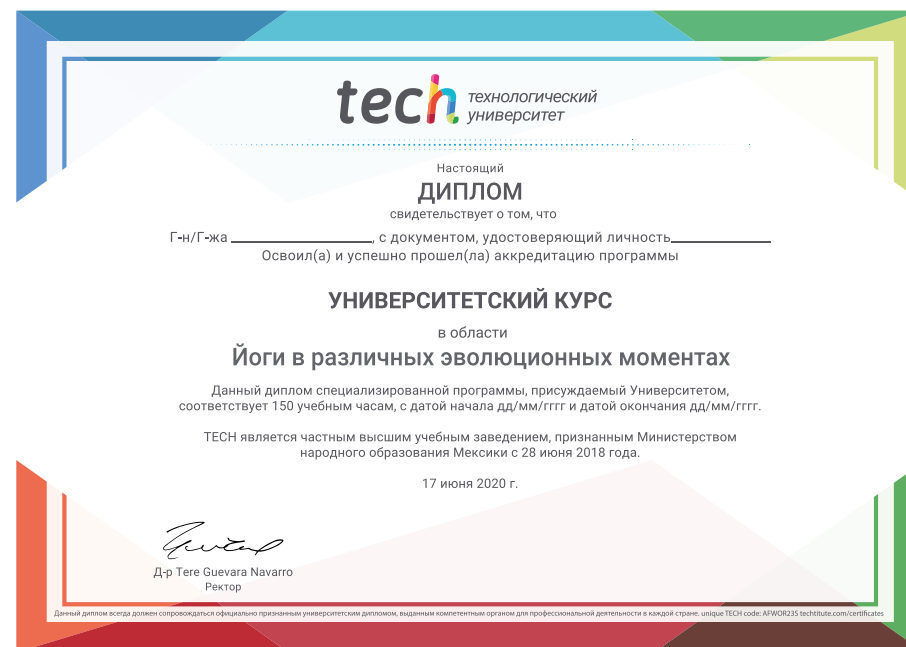 tech технологический
университет
Настоящий
ДИПЛОМ
свидетельствует о том, что
Г-н/Г-жа ____________________, с документом, удостоверяющий личность______________
Освоил(а) и успешно прошел(ла) аккредитацию программы
УНИВЕРСИТЕТСКИЙ КУРС
в области
Йоги в различных эволюционных моментах
Данный диплом специализированной программы, присуждаемый Университетом,
соответствует 150 учебным часам, с датой начала дд/мм/гггг и датой окончания дд/мм/гггг.
TECH является частным высшим учебным заведением, признанным Министерством
народного образования Мексики с 28 июня 2018 года.
17 июня 2020 г.
Д-р Tere Guevara Navarro
Ректор
Данный диплом всегда должен сопровождаться официально признанным университетским дипломом, выданным компетентным органом для профессиональной деятельности в каждой стране. unique TECH code: AFWOR23S techtitute.com/certificates